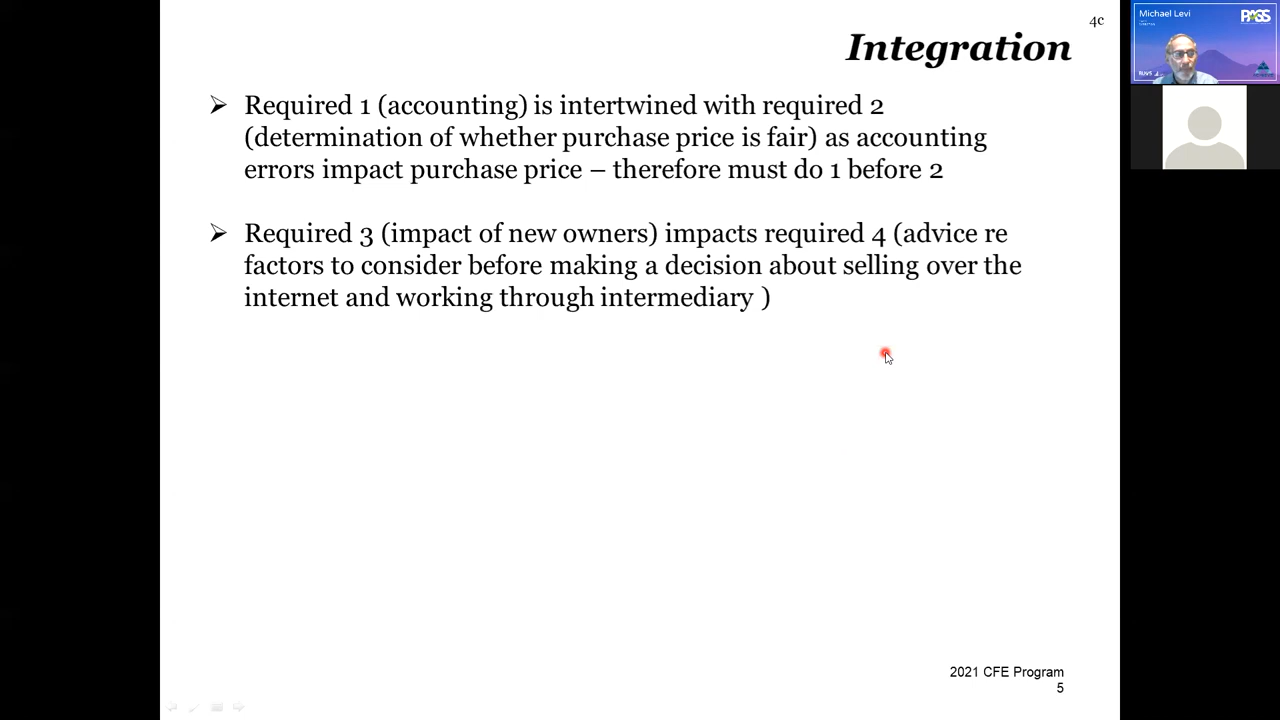 4c
Integration
➢ Required 1 (accounting) is intertwined with required 2
(determination of whether purchase price is fair) as accounting
errors impact purchase price – therefore must do 1 before 2
➢ Required 3 (impact of new owners) impacts required 4 (advice re
factors to consider before making a decision about selling over the
internet and working through intermediary )
2021 CFE Program
5
Michael Levi
PASS